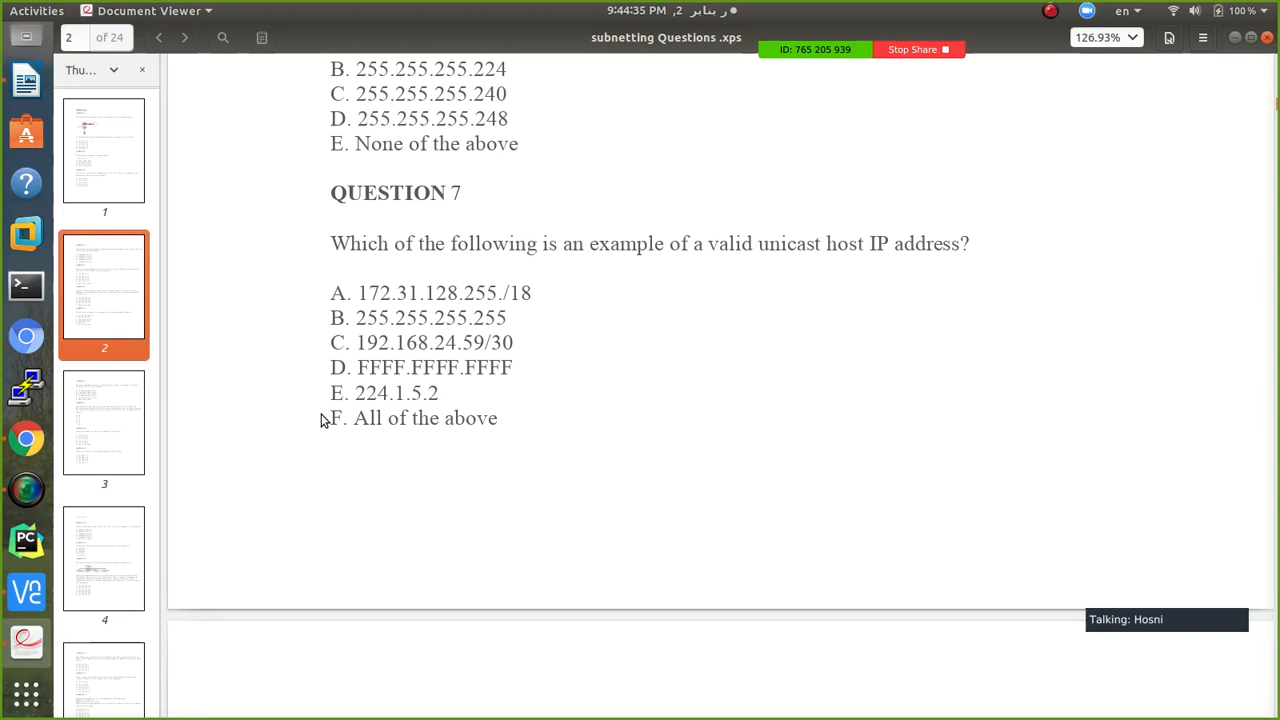 Activities
Document Viewer
9:44:35 PM ,2 ر يناير
en
100 %
2
of 24
subnetting Questions .xps
126.93%
ID: 765 205 939
Stop Share
Thu...
1
2
3
4
B. 255.255.255.224
C. 255.255.255.240
D. 255.255.255.248
E. None of the above
QUESTION 7
Which of the following is an example of a valid unicast host IP address?
A. 172.31.128.255./18
B. 255.255.255.255
C. 192.168.24.59/30
D. FFFF.FFFF.FFFF
E. 224.1.5.2
F. All of the above
Talking: Hosni
PC